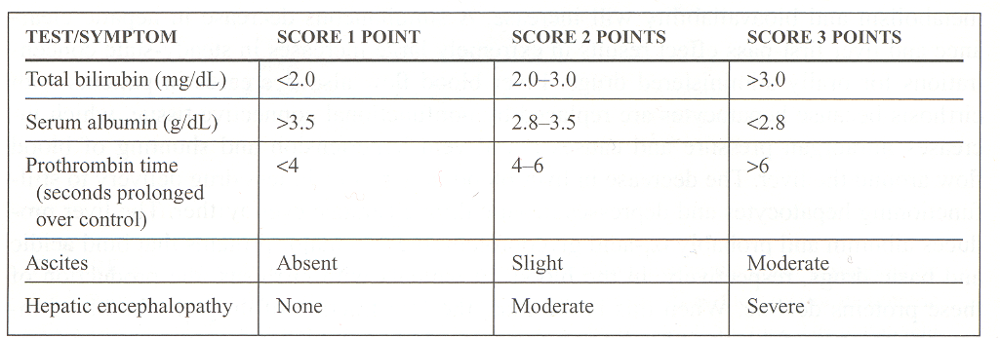 TEST/SYMPTOM SCORE 1 POINT SCORE 2 POINTS SCORE 3 POINTS
Total bilirubin (mg/dL) <2.0 2.0–3.0 >3.0
Serum albumin (g/dL) >3.5 2.8–3.5 <2.8
Prothrombin time <4 4–6 >6
(seconds prolonged
over control)
Ascites Absent Slight Moderate
Hepatic encephalopathy None Moderate Severe